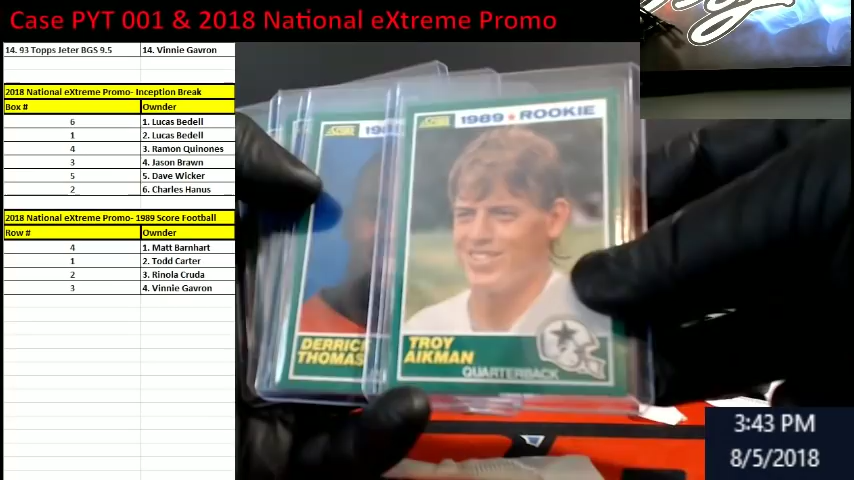 Case PYT 001 & 2018 National eXtreme Promo
14. 93 Topps Jeter BGS 9.5 14. Vinnie Gavron
2018 National eXtreme Promo- Inception Break
Box # Ownder
6 1. Lucas Bedell
1 2. Lucas Bedell
4 3. Ramon Quinones
3 4. Jason Brawn
5 5. Dave Wicker
2 6. Charles Hanus
2018 National eXtreme Promo- 1989 Score Football
Row # Ownder
4 1. Matt Barnhart
1 2. Todd Carter
2 3. Rinola Cruda
3 4. Vinnie Gavron
SCORE 1989 ROOKIE
DERRICK
THOMAS
TROY
AIKMAN
QUARTERBACK
3:43 PM
8/5/2018